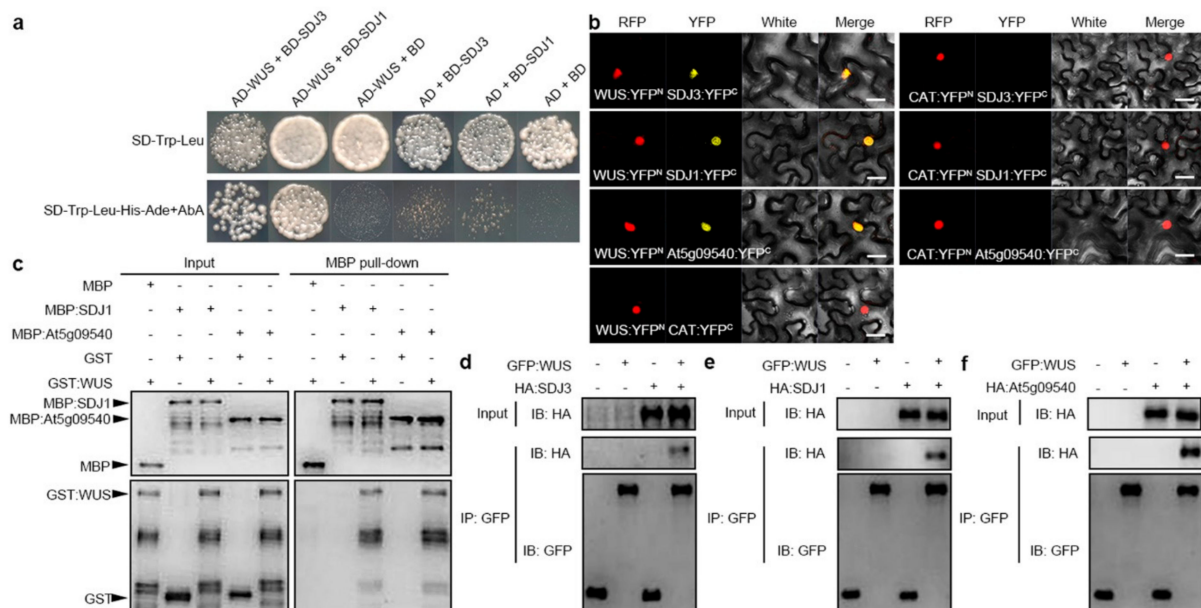 a
AD-WUS + BD-SDJ3
AD-WUS + BD-SDJ1
AD-WUS + BD
AD + BD-SDJ3
AD + BD-SDJ1
AD + BD
SD-Trp-Leu
SD-Trp-Leu-His-Ade+AbA
b
RFP YFP White Merge RFP YFP White Merge
WUS:YFPᴺ SDJ3:YFPᶜ CAT:YFPᴺ SDJ3:YFPᶜ
WUS:YFPᴺ SDJ1:YFPᶜ CAT:YFPᴺ SDJ1:YFPᶜ
WUS:YFPᴺ At5g09540:YFPᶜ CAT:YFPᴺ At5g09540:YFPᶜ
WUS:YFPᴺ CAT:YFPᶜ
c
Input MBP pull-down
MBP + - - - - + - - - -
MBP:SDJ1 - + + - - - + + - -
MBP:At5g09540 - - - + + - - - + +
GST - + - + - - + - + -
GST:WUS + - + - + + - + - +
MBP:SDJ1
MBP:At5g09540
MBP
GST:WUS
GST
d
GFP:WUS - + - +
HA:SDJ3 - - + +
Input IB: HA
IB: HA
IP: GFP
IB: GFP
e
GFP:WUS - + - +
HA:SDJ1 - - + +
Input IB: HA
IB: HA
IP: GFP
IB: GFP
f
GFP:WUS - + - +
HA:At5g09540 - - + +
Input IB: HA
IB: HA
IP: GFP
IB: GFP